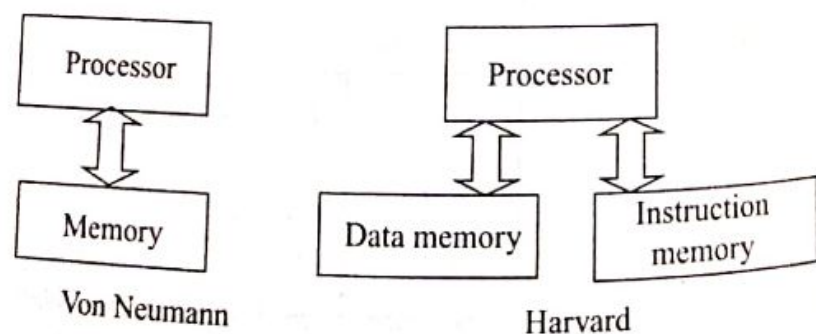 Processor
Memory
Von Neumann
Processor
Data memory
Instruction
memory
Harvard